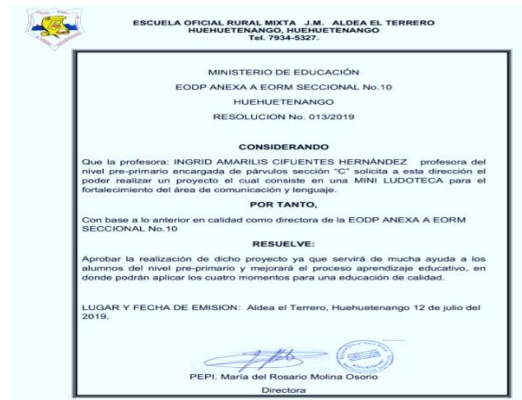 ESCUELA OFICIAL RURAL MIXTA J.M. ALDEA EL TERRERO
HUEHUETENANGO, HUEHUETENANGO
Tel. 7934-5327.
MINISTERIO DE EDUCACIÓN
EODP ANEXA A EORM SECCIONAL No.10
HUEHUETENANGO
RESOLUCION No. 013/2019
CONSIDERANDO
Que la profesora: INGRID AMARILIS CIFUENTES HERNÁNDEZ profesora del
nivel pre-primario encargada de párvulos sección "C" solicita a esta dirección el
poder realizar un proyecto el cual consiste en una MINI LUDOTECA para el
fortalecimiento del área de comunicación y lenguaje.
POR TANTO,
Con base a lo anterior en calidad como directora de la EODP ANEXA A EORM
SECCIONAL No.10
RESUELVE:
Aprobar la realización de dicho proyecto ya que servirá de mucha ayuda a los
alumnos del nivel pre-primario y mejorará el proceso aprendizaje educativo, en
donde podrán aplicar los cuatro momentos para una educación de calidad.
LUGAR Y FECHA DE EMISION: Aldea el Terrero, Huehuetenango 12 de julio del
2019.
PEPI. María del Rosario Molina Osorio
Directora